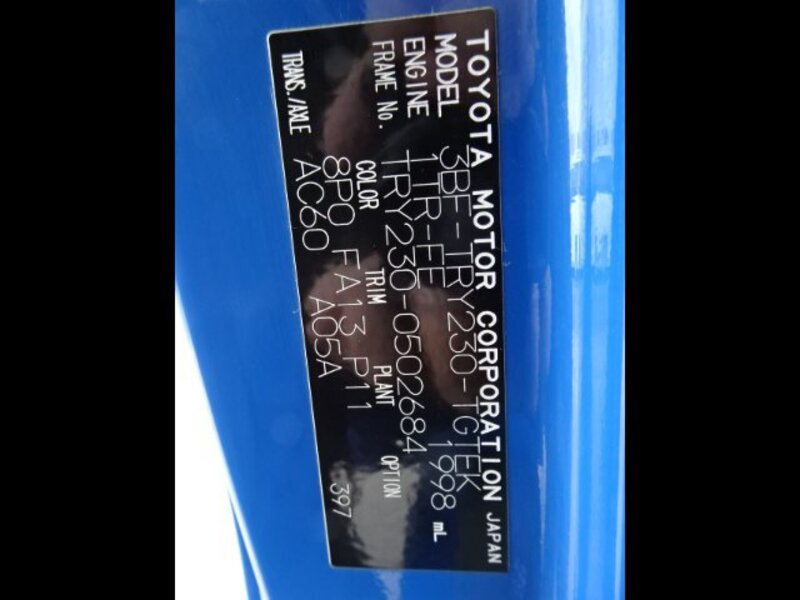 TOYOTA MOTOR CORPORATION JAPAN
MODEL 3BF-TRY230-TGTEK
ENGINE 1TR-EE 1998 mL
FRAME No. TRY230-0502684
COLOR TRIM PLANT OPTION
8P0 FA13 P11
TRANS./AXLE AC60 A05A 397